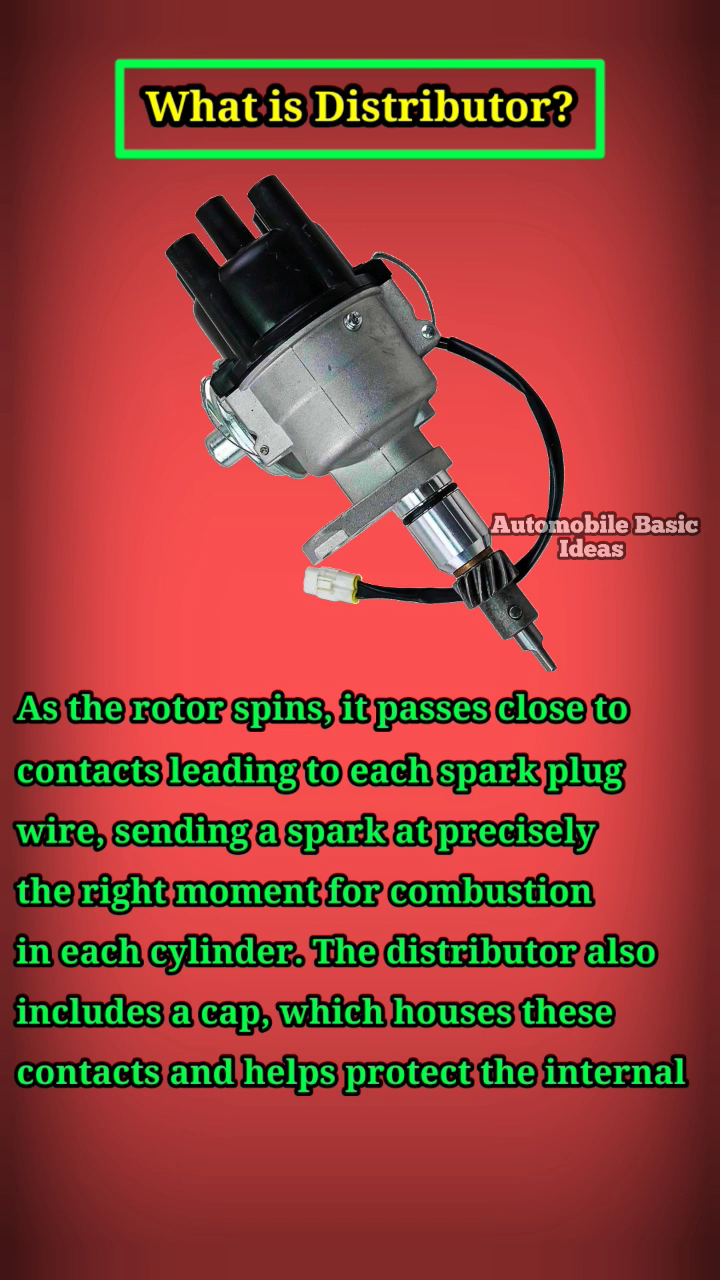 What is Distributor?
Automobile Basic
Ideas
As the rotor spins, it passes close to
contacts leading to each spark plug
wire, sending a spark at precisely
the right moment for combustion
in each cylinder. The distributor also
includes a cap, which houses these
contacts and helps protect the internal